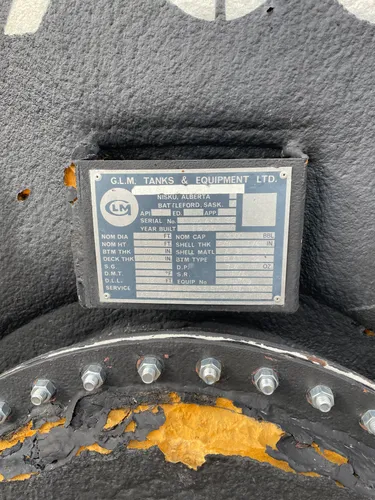 G.L.M. TANKS & EQUIPMENT LTD.
GLM
NISKU, ALBERTA
BATTLEFORD, SASK.
API ED. APP.
SERIAL No.
YEAR BUILT
NOM DIA FT NOM CAP BBL
NOM HT FT SHELL THK IN
BTM THK IN SHELL MATL
DECK THK IN BTM TYPE
S.G. D.P. OZ
D.M.T. S.R.
D.L.L. EQUIP No
SERVICE